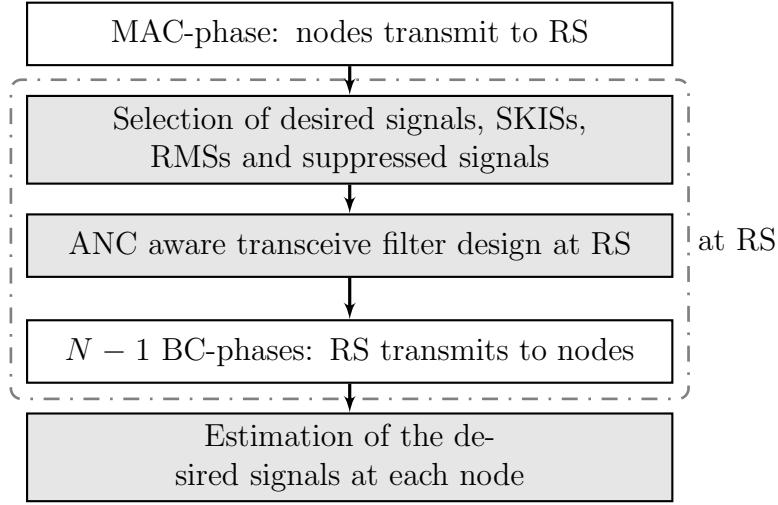 MAC-phase: nodes transmit to RS
Selection of desired signals, SKISs,
RMSs and suppressed signals
ANC aware transceive filter design at RS
at RS
N − 1 BC-phases: RS transmits to nodes
Estimation of the de-
sired signals at each node